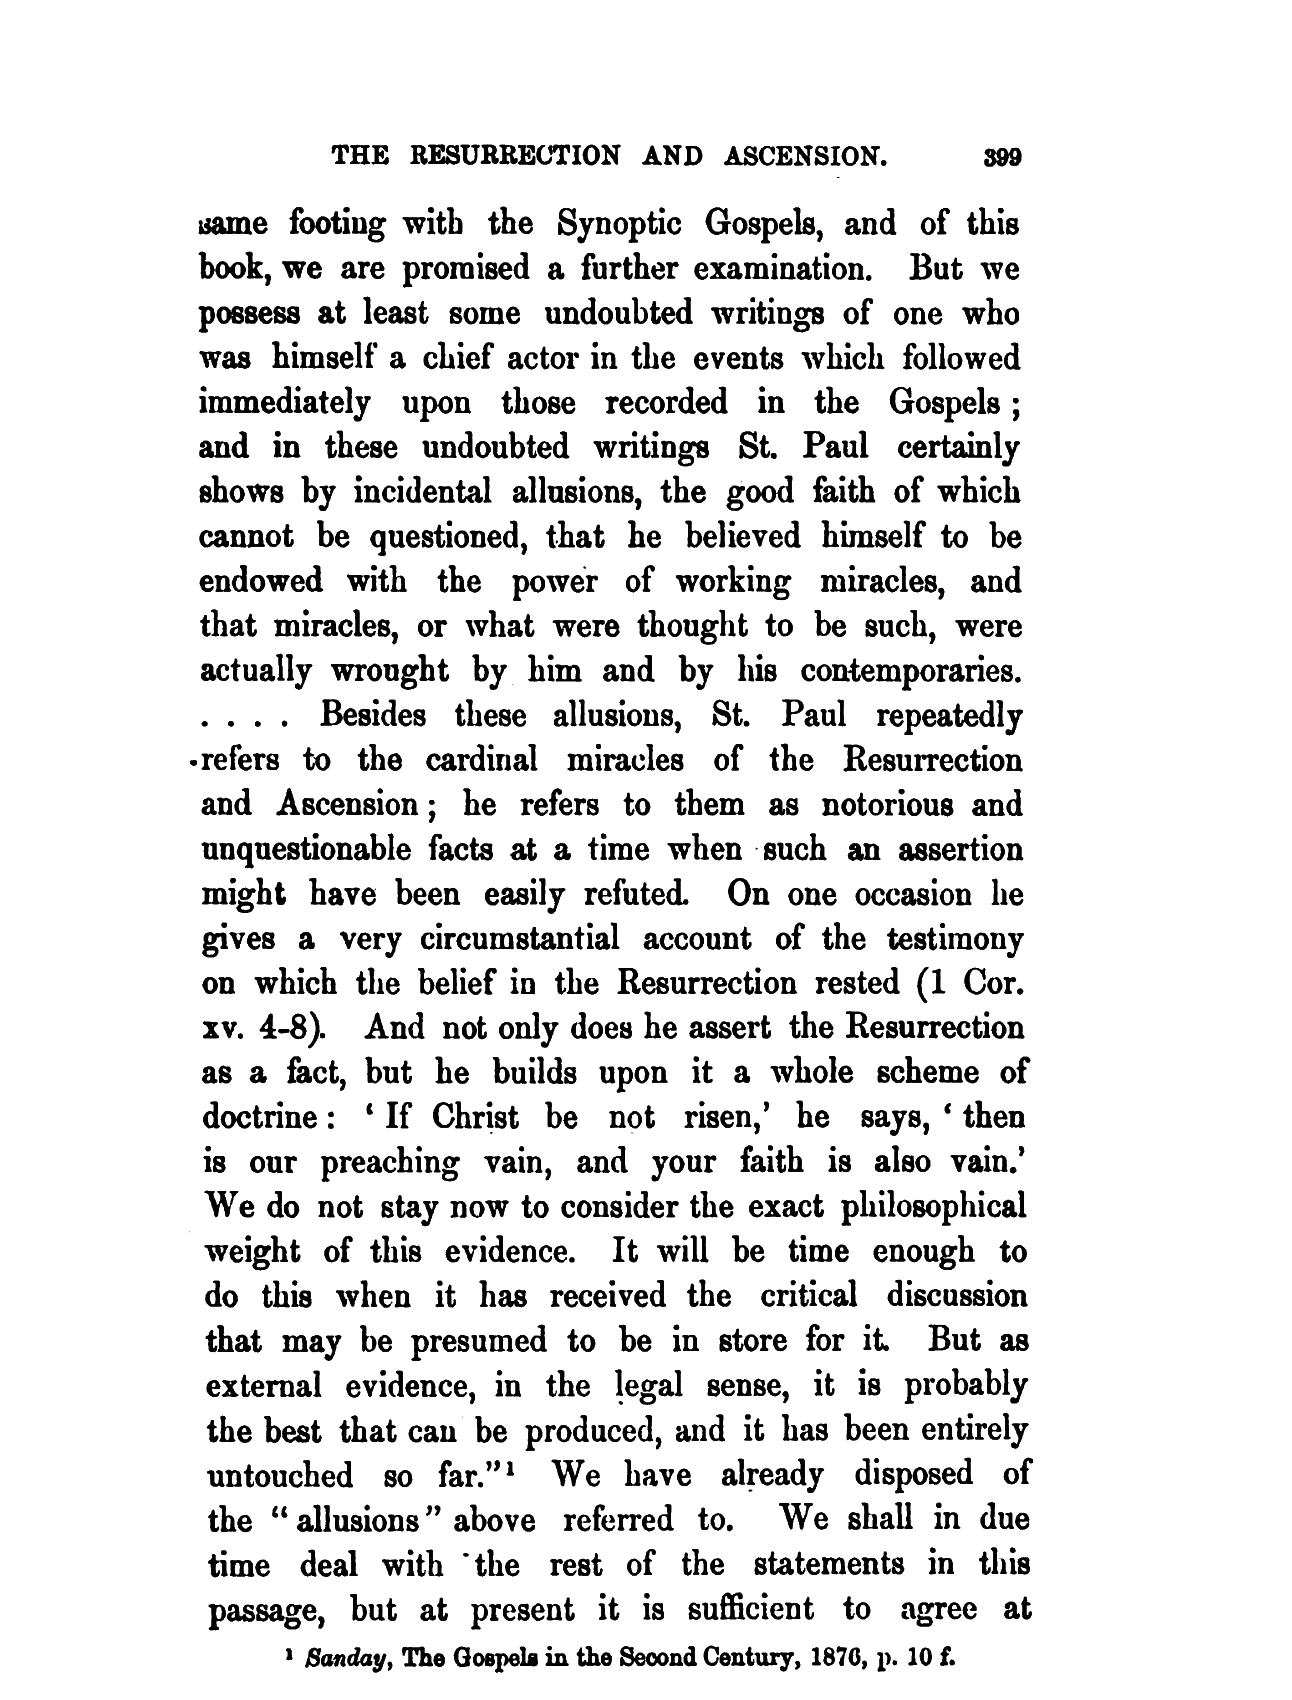 THE RESURRECTION AND ASCENSION. 399
same footing with the Synoptic Gospels, and of this
book, we are promised a further examination. But we
possess at least some undoubted writings of one who
was himself a chief actor in the events which followed
immediately upon those recorded in the Gospels ;
and in these undoubted writings St. Paul certainly
shows by incidental allusions, the good faith of which
cannot be questioned, that he believed himself to be
endowed with the power of working miracles, and
that miracles, or what were thought to be such, were
actually wrought by him and by his contemporaries.
. . . . Besides these allusions, St. Paul repeatedly
refers to the cardinal miracles of the Resurrection
and Ascension ; he refers to them as notorious and
unquestionable facts at a time when such an assertion
might have been easily refuted. On one occasion he
gives a very circumstantial account of the testimony
on which the belief in the Resurrection rested (1 Cor.
xv. 4-8). And not only does he assert the Resurrection
as a fact, but he builds upon it a whole scheme of
doctrine : ‘ If Christ be not risen,’ he says, ‘ then
is our preaching vain, and your faith is also vain.’
We do not stay now to consider the exact philosophical
weight of this evidence. It will be time enough to
do this when it has received the critical discussion
that may be presumed to be in store for it. But as
external evidence, in the legal sense, it is probably
the best that can be produced, and it has been entirely
untouched so far.”¹ We have already disposed of
the “ allusions ” above referred to. We shall in due
time deal with the rest of the statements in this
passage, but at present it is sufficient to agree at
¹ Sanday, The Gospels in the Second Century, 1876, p. 10 f.